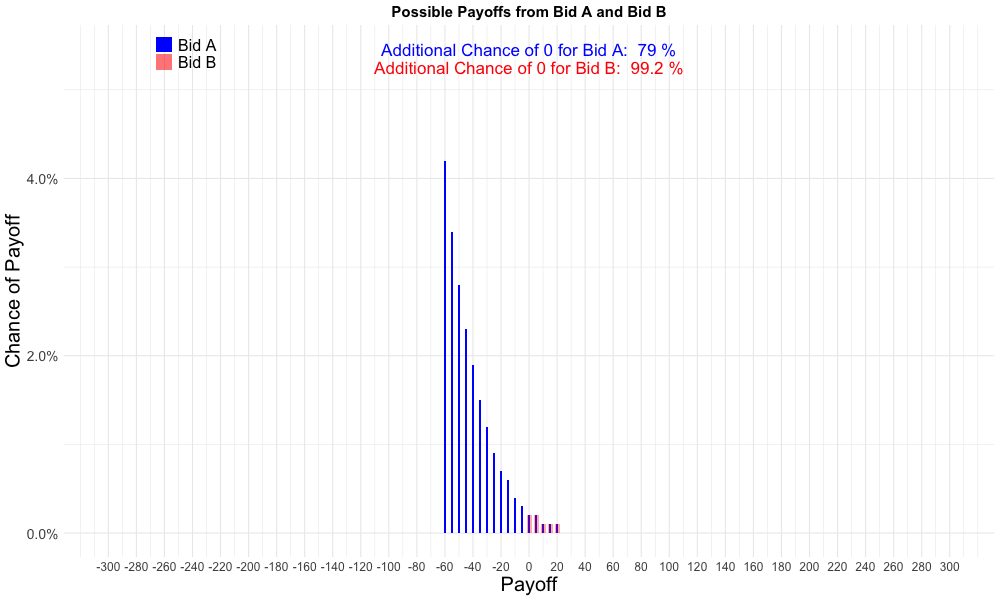 Possible Payoffs from Bid A and Bid B
Bid A
Bid B
Additional Chance of 0 for Bid A:  79 %
Additional Chance of 0 for Bid B:  99.2 %
Chance of Payoff
4.0%
2.0%
0.0%
-300 -280 -260 -240 -220 -200 -180 -160 -140 -120 -100 -80 -60 -40 -20 0 20 40 60 80 100 120 140 160 180 200 220 240 260 280 300
Payoff